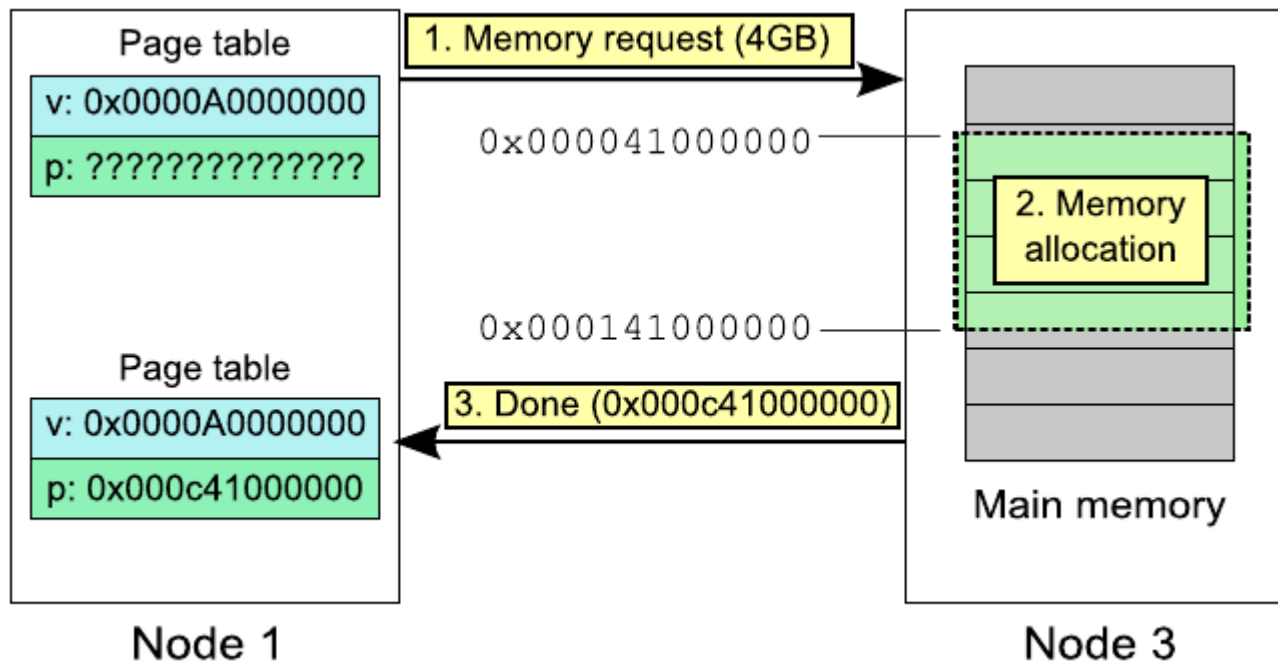 Page table
v: 0x0000A0000000
p: ??????????????
1. Memory request (4GB)
0x000041000000
2. Memory
allocation
0x000141000000
Page table
v: 0x0000A0000000
p: 0x000c41000000
3. Done (0x000c41000000)
Main memory
Node 1
Node 3